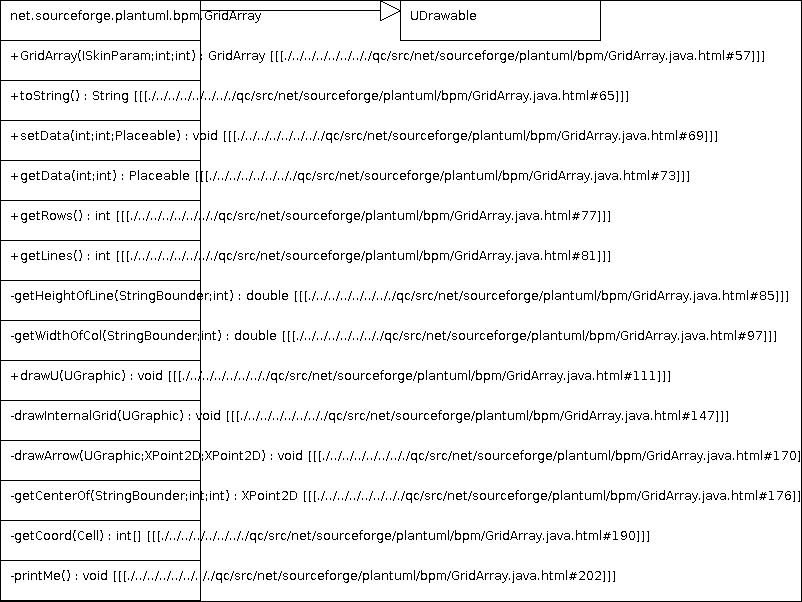 net.sourceforge.plantuml.bpm.GridArray
UDrawable
+GridArray(ISkinParam;int;int) : GridArray [[[./../../../../../../qc/src/net/sourceforge/plantuml/bpm/GridArray.java.html#57]]]
+toString() : String [[[./../../../../../../qc/src/net/sourceforge/plantuml/bpm/GridArray.java.html#65]]]
+setData(int;int;Placeable) : void [[[./../../../../../../qc/src/net/sourceforge/plantuml/bpm/GridArray.java.html#69]]]
+getData(int;int) : Placeable [[[./../../../../../../qc/src/net/sourceforge/plantuml/bpm/GridArray.java.html#73]]]
+getRows() : int [[[./../../../../../../qc/src/net/sourceforge/plantuml/bpm/GridArray.java.html#77]]]
+getLines() : int [[[./../../../../../../qc/src/net/sourceforge/plantuml/bpm/GridArray.java.html#81]]]
-getHeightOfLine(StringBounder;int) : double [[[./../../../../../../qc/src/net/sourceforge/plantuml/bpm/GridArray.java.html#85]]]
-getWidthOfCol(StringBounder;int) : double [[[./../../../../../../qc/src/net/sourceforge/plantuml/bpm/GridArray.java.html#97]]]
+drawU(UGraphic) : void [[[./../../../../../../qc/src/net/sourceforge/plantuml/bpm/GridArray.java.html#111]]]
-drawInternalGrid(UGraphic) : void [[[./../../../../../../qc/src/net/sourceforge/plantuml/bpm/GridArray.java.html#147]]]
-drawArrow(UGraphic;XPoint2D;XPoint2D) : void [[[./../../../../../../qc/src/net/sourceforge/plantuml/bpm/GridArray.java.html#170]
-getCenterOf(StringBounder;int;int) : XPoint2D [[[./../../../../../../qc/src/net/sourceforge/plantuml/bpm/GridArray.java.html#176]]
-getCoord(Cell) : int[] [[[./../../../../../../qc/src/net/sourceforge/plantuml/bpm/GridArray.java.html#190]]]
-printMe() : void [[[./../../../../../../qc/src/net/sourceforge/plantuml/bpm/GridArray.java.html#202]]]